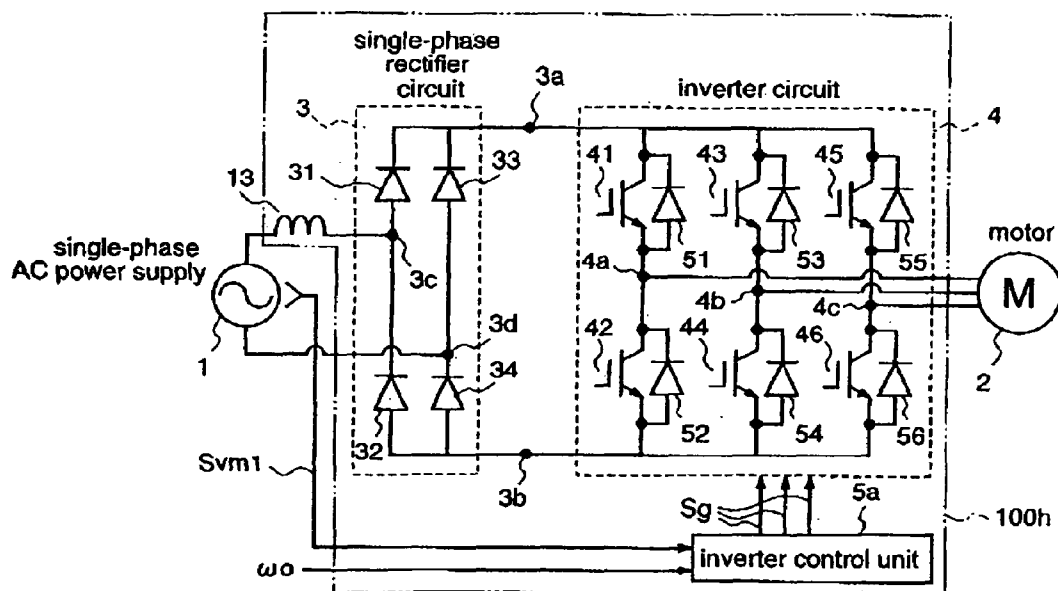 single-phase
rectifier
circuit
3a
inverter circuit
3
4
31
33
41
43
45
13
single-phase
AC power supply
3c
51
53
55
motor
4a
4b
4c
M
3d
1
42
44
46
2
34
32
52
54
56
Svm1
3b
Sg
5a
100h
inverter control unit
ωo